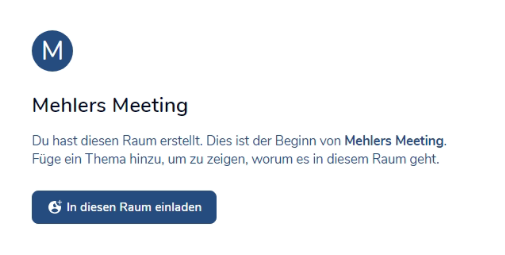 M
Mehlers Meeting
Du hast diesen Raum erstellt. Dies ist der Beginn von Mehlers Meeting.
Füge ein Thema hinzu, um zu zeigen, worum es in diesem Raum geht.
In diesen Raum einladen